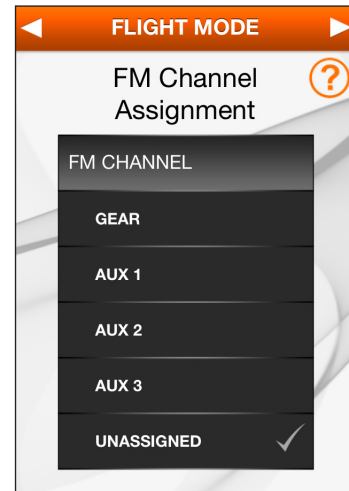 FLIGHT MODE
FM Channel
Assignment
?
FM CHANNEL
GEAR
AUX 1
AUX 2
AUX 3
UNASSIGNED